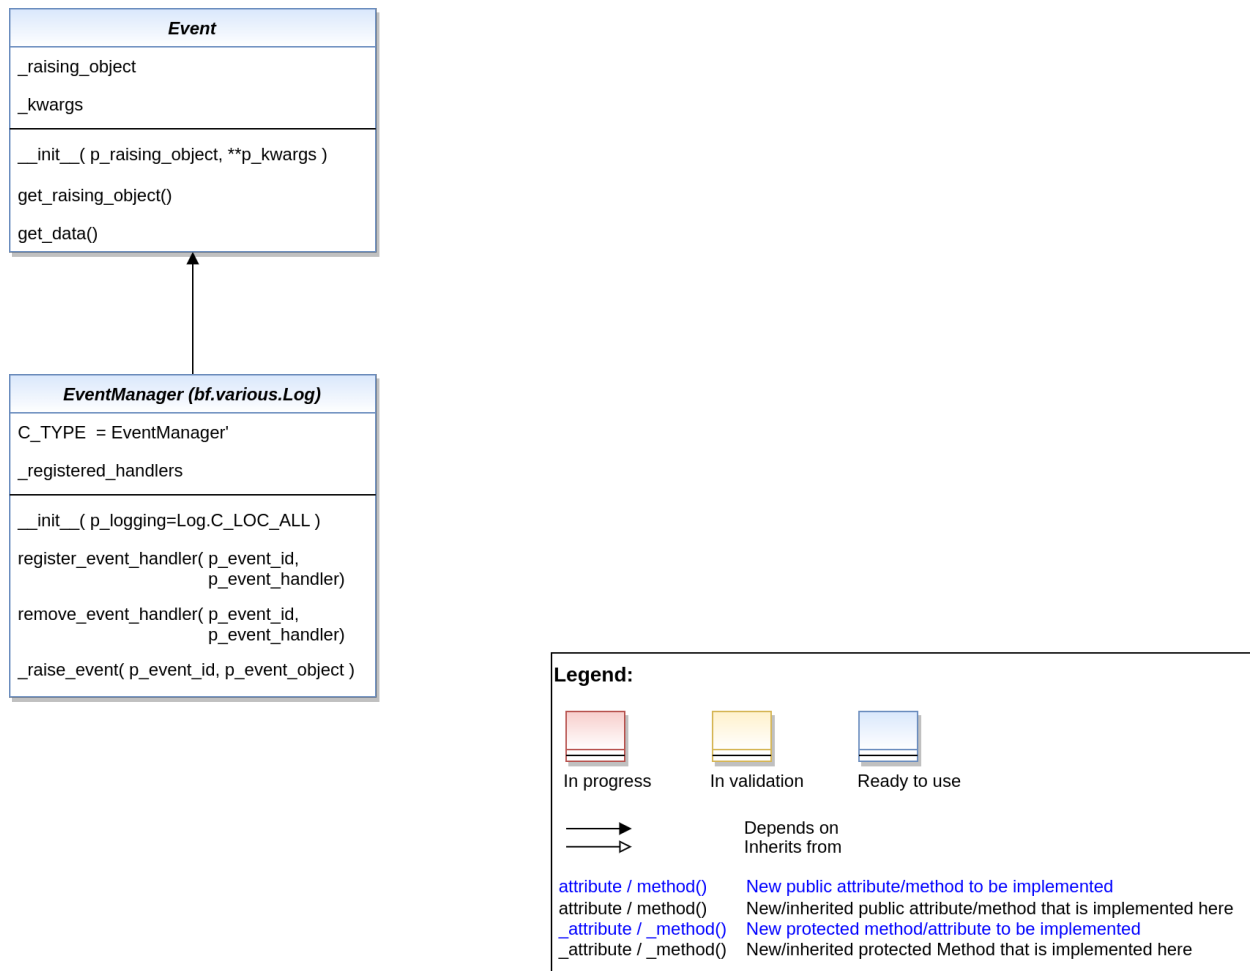 Event
_raising_object
_kwargs
__init__( p_raising_object, **p_kwargs )
get_raising_object()
get_data()
EventManager (bf.various.Log)
C_TYPE  = EventManager'
_registered_handlers
__init__( p_logging=Log.C_LOC_ALL )
register_event_handler( p_event_id,
p_event_handler)
remove_event_handler( p_event_id,
p_event_handler)
_raise_event( p_event_id, p_event_object )
Legend:
In progress
In validation
Ready to use
Depends on
Inherits from
attribute / method() New public attribute/method to be implemented
attribute / method() New/inherited public attribute/method that is implemented here
_attribute / _method() New protected method/attribute to be implemented
_attribute / _method() New/inherited protected Method that is implemented here